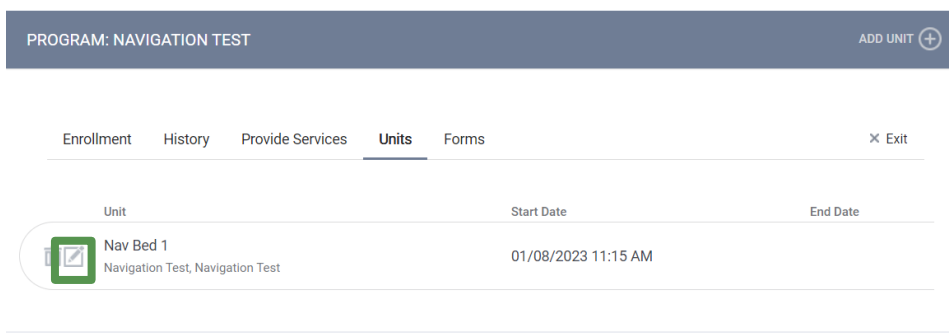 PROGRAM: NAVIGATION TEST
ADD UNIT
Enrollment History Provide Services Units Forms
Exit
Unit Start Date End Date
Nav Bed 1
01/08/2023 11:15 AM
Navigation Test, Navigation Test